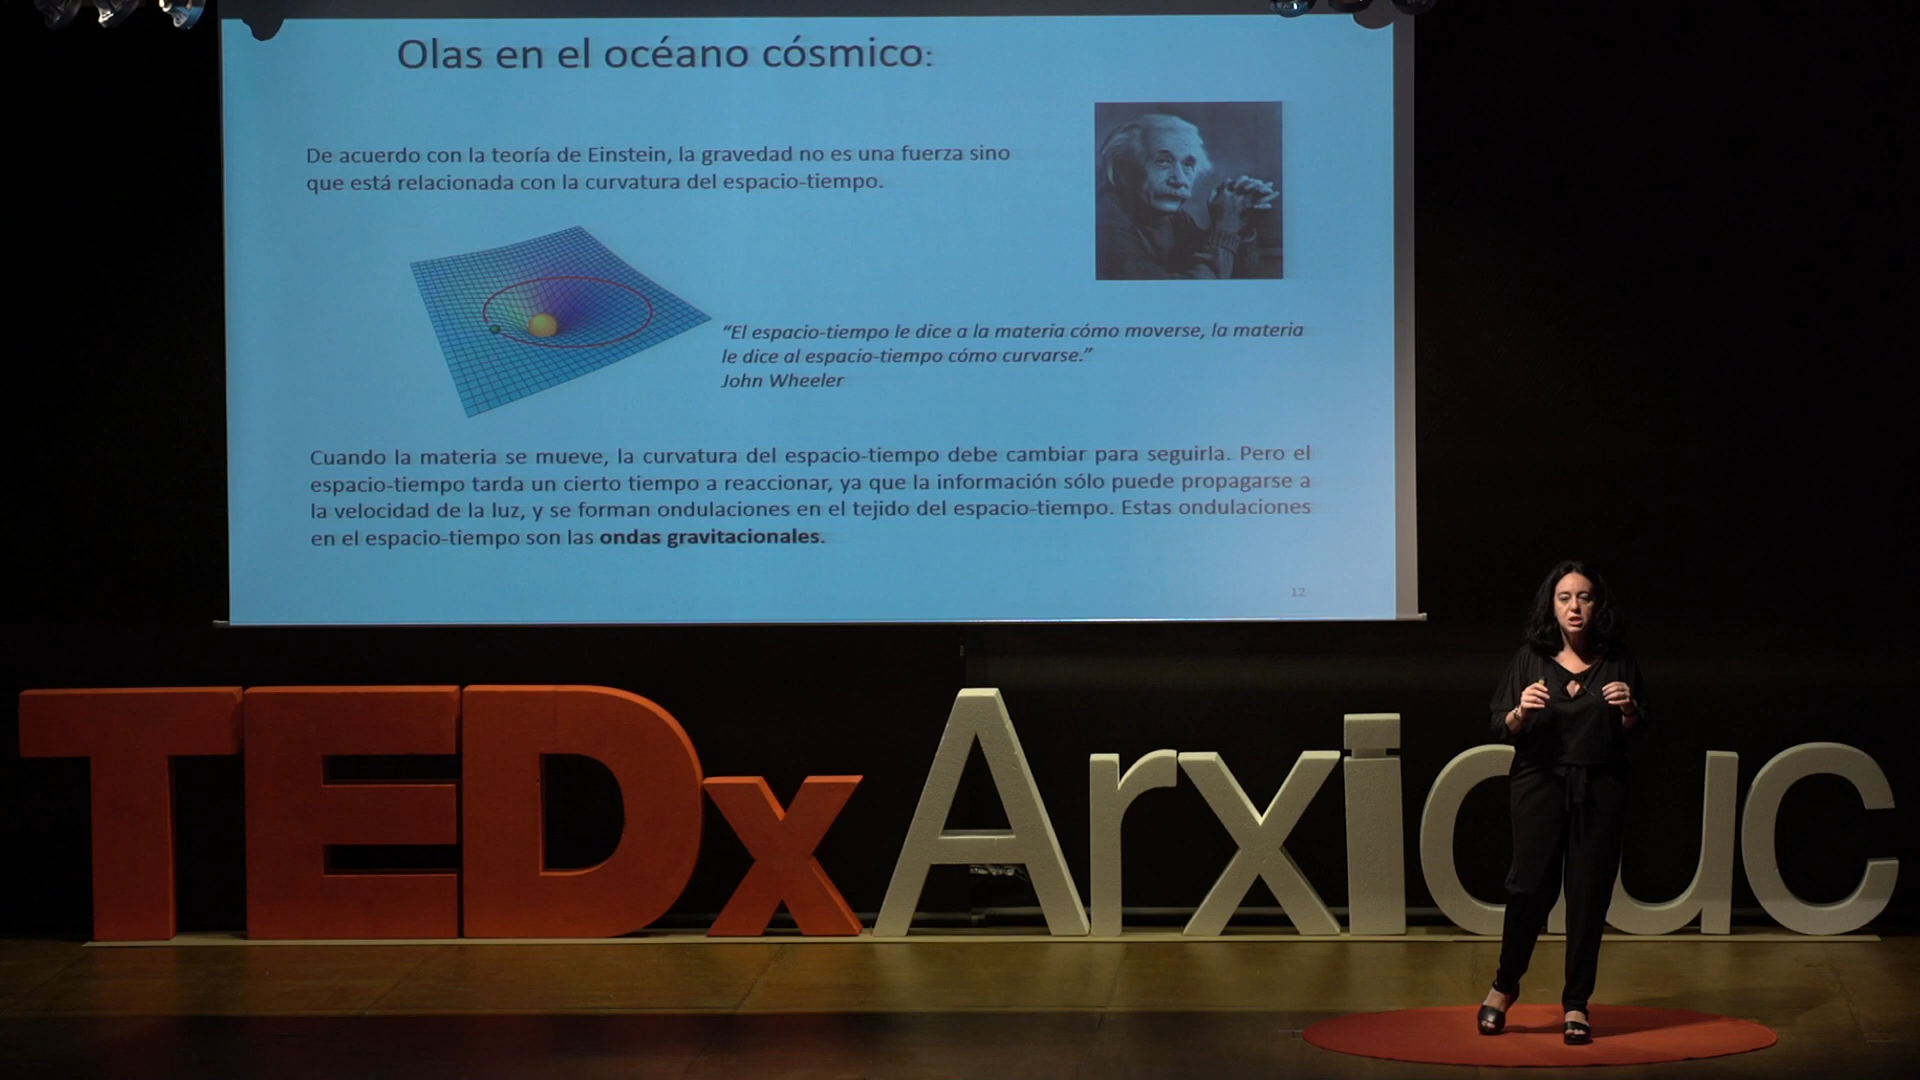 Olas en el océano cósmico:
De acuerdo con la teoría de Einstein, la gravedad no es una fuerza sino
que está relacionada con la curvatura del espacio-tiempo.
“El espacio-tiempo le dice a la materia cómo moverse, la materia
le dice al espacio-tiempo cómo curvarse.”
John Wheeler
Cuando la materia se mueve, la curvatura del espacio-tiempo debe cambiar para seguirla. Pero el
espacio-tiempo tarda un cierto tiempo a reaccionar, ya que la información sólo puede propagarse a
la velocidad de la luz, y se forman ondulaciones en el tejido del espacio-tiempo. Estas ondulaciones
en el espacio-tiempo son las ondas gravitacionales.
12
TEDxArxiduc